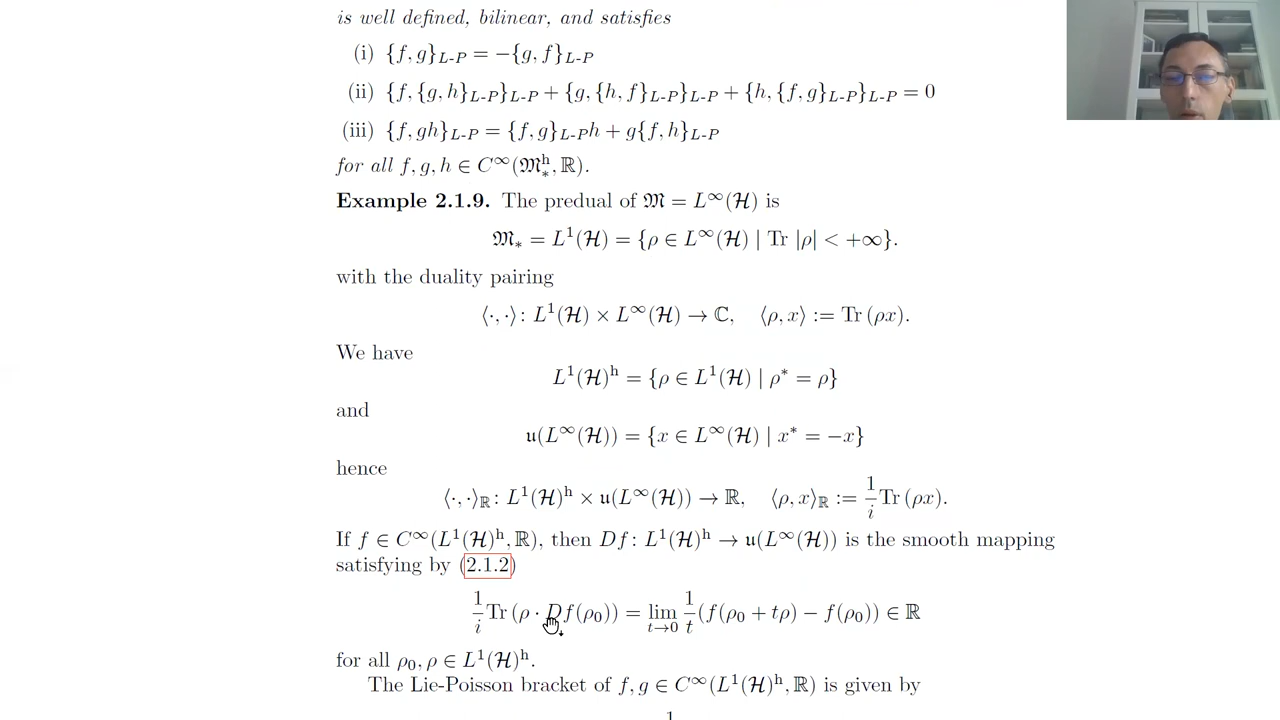 is well defined, bilinear, and satisfies
(i) {f, g}_{L-P} = −{g, f}_{L-P}
(ii) {f, {g, h}_{L-P}}_{L-P} + {g, {h, f}_{L-P}}_{L-P} + {h, {f, g}_{L-P}}_{L-P} = 0
(iii) {f, gh}_{L-P} = {f, g}_{L-P}h + g{f, h}_{L-P}
for all f, g, h ∈ C^∞(𝔐_*^h, ℝ).
Example 2.1.9. The predual of 𝔐 = L^∞(ℋ) is
𝔐_* = L^1(ℋ) = {ρ ∈ L^∞(ℋ) | Tr |ρ| < +∞}.
with the duality pairing
⟨·, ·⟩: L^1(ℋ) × L^∞(ℋ) → ℂ, ⟨ρ, x⟩ := Tr (ρx).
We have
L^1(ℋ)^h = {ρ ∈ L^1(ℋ) | ρ* = ρ}
and
𝔲(L^∞(ℋ)) = {x ∈ L^∞(ℋ) | x* = −x}
hence
⟨·, ·⟩_ℝ: L^1(ℋ)^h × 𝔲(L^∞(ℋ)) → ℝ, ⟨ρ, x⟩_ℝ := 1/i Tr (ρx).
If f ∈ C^∞(L^1(ℋ)^h, ℝ), then Df: L^1(ℋ)^h → 𝔲(L^∞(ℋ)) is the smooth mapping
satisfying by (2.1.2)
1/i Tr (ρ · Df(ρ_0)) = lim_{t→0} 1/t (f(ρ_0 + tρ) − f(ρ_0)) ∈ ℝ
for all ρ_0, ρ ∈ L^1(ℋ)^h.
The Lie-Poisson bracket of f, g ∈ C^∞(L^1(ℋ)^h, ℝ) is given by
1